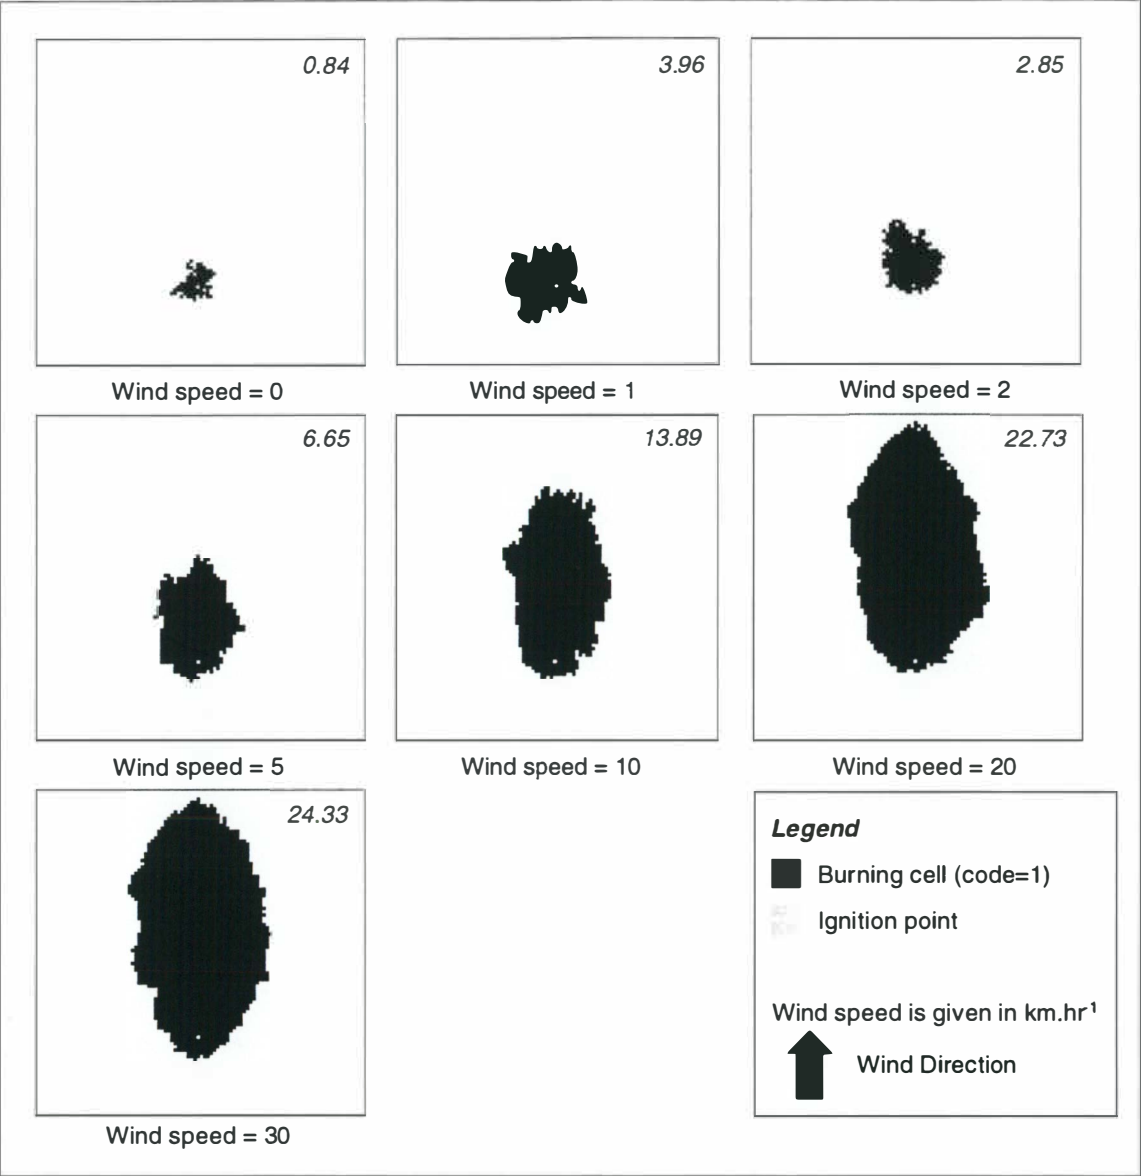 0.84
3.96
2.85
Wind speed = 0
Wind speed = 1
Wind speed = 2
6.65
13.89
22.73
Wind speed = 5
Wind speed = 10
Wind speed = 20
24.33
Legend
Burning cell (code=1)
Ignition point
Wind speed is given in km.hr¹
Wind Direction
Wind speed = 30